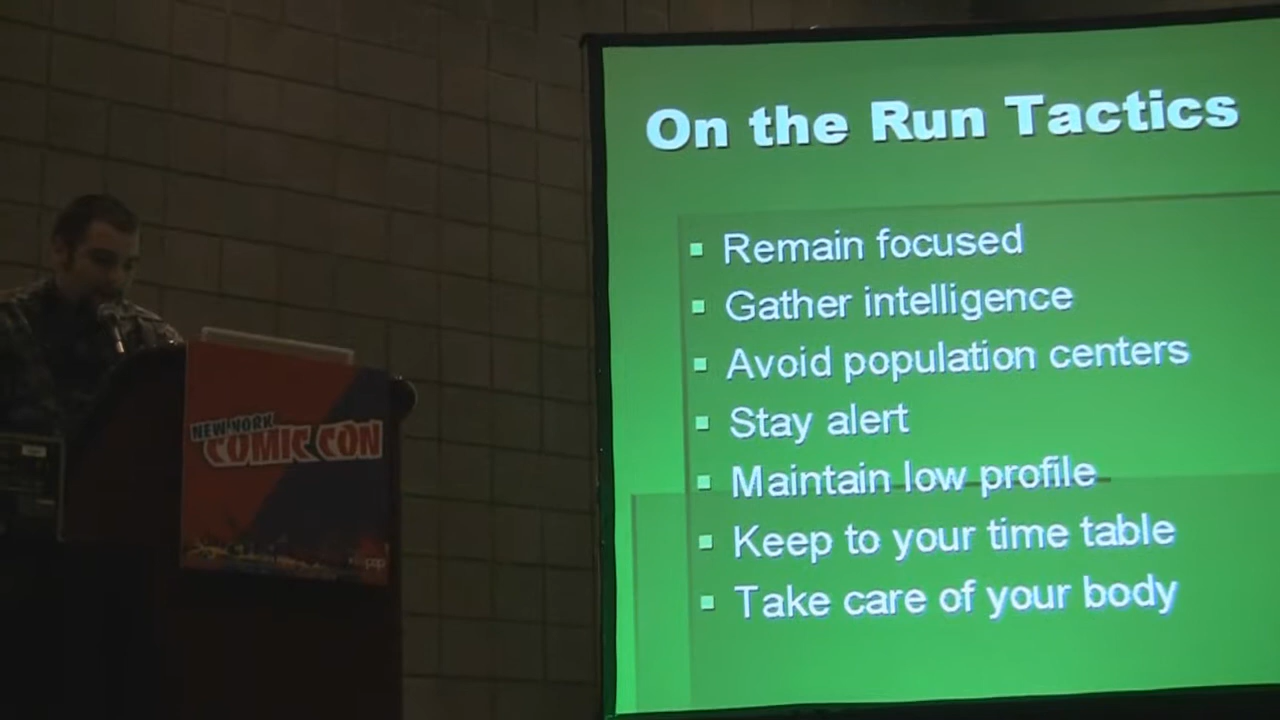 On the Run Tactics
Remain focused
Gather intelligence
Avoid population centers
Stay alert
Maintain low profile
Keep to your time table
Take care of your body
NEW YORK
COMIC CON